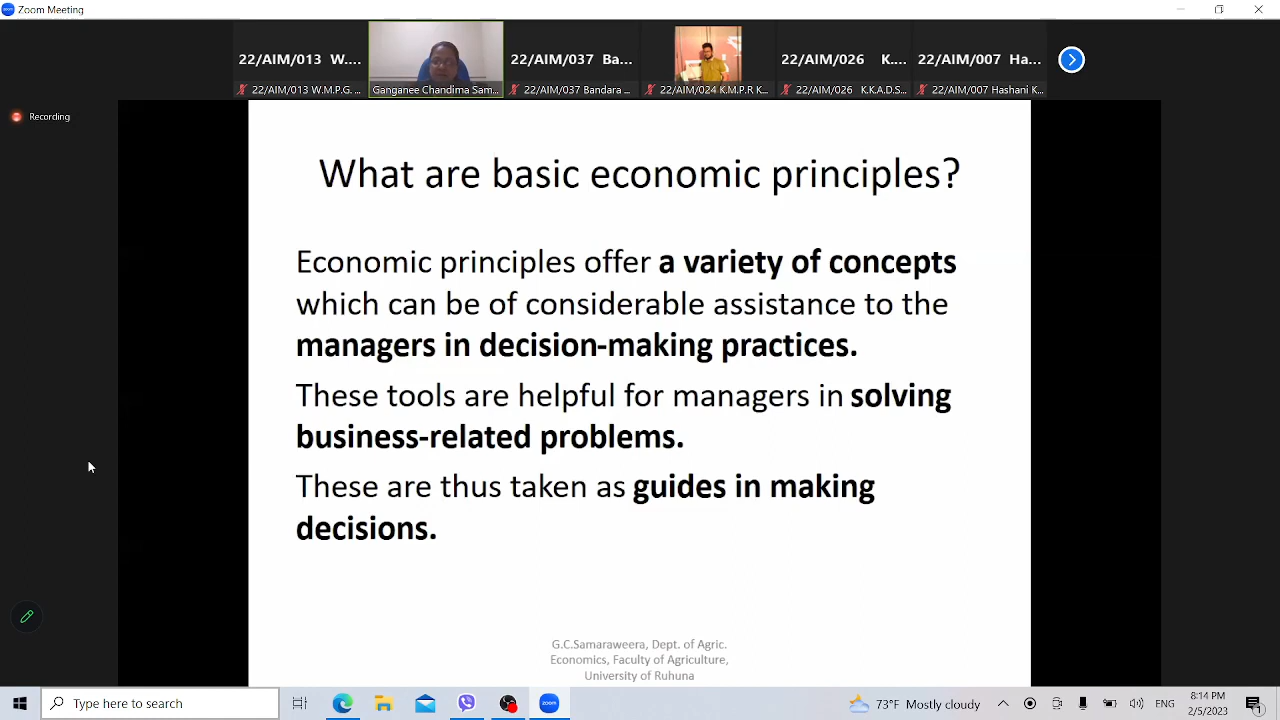 Zoom Meeting
22/AIM/013 W....
22/AIM/037 Ba...
22/AIM/026 K....
22/AIM/007 Ha...
22/AIM/013 W.M.P.G. ...
Ganganee Chandima Sam...
22/AIM/037 Bandara ...
22/AIM/024 K.M.P.R K...
22/AIM/026 K.K.A.D.S...
22/AIM/007 Hashani K...
Recording
What are basic economic principles?
Economic principles offer a variety of concepts
which can be of considerable assistance to the
managers in decision-making practices.
These tools are helpful for managers in solving
business-related problems.
These are thus taken as guides in making
decisions.
G.C.Samaraweera, Dept. of Agric.
Economics, Faculty of Agriculture,
University of Ruhuna
Type here to search
zoom
73°F Mostly cloudy
ENG
8:14 PM
2/5/2023
1